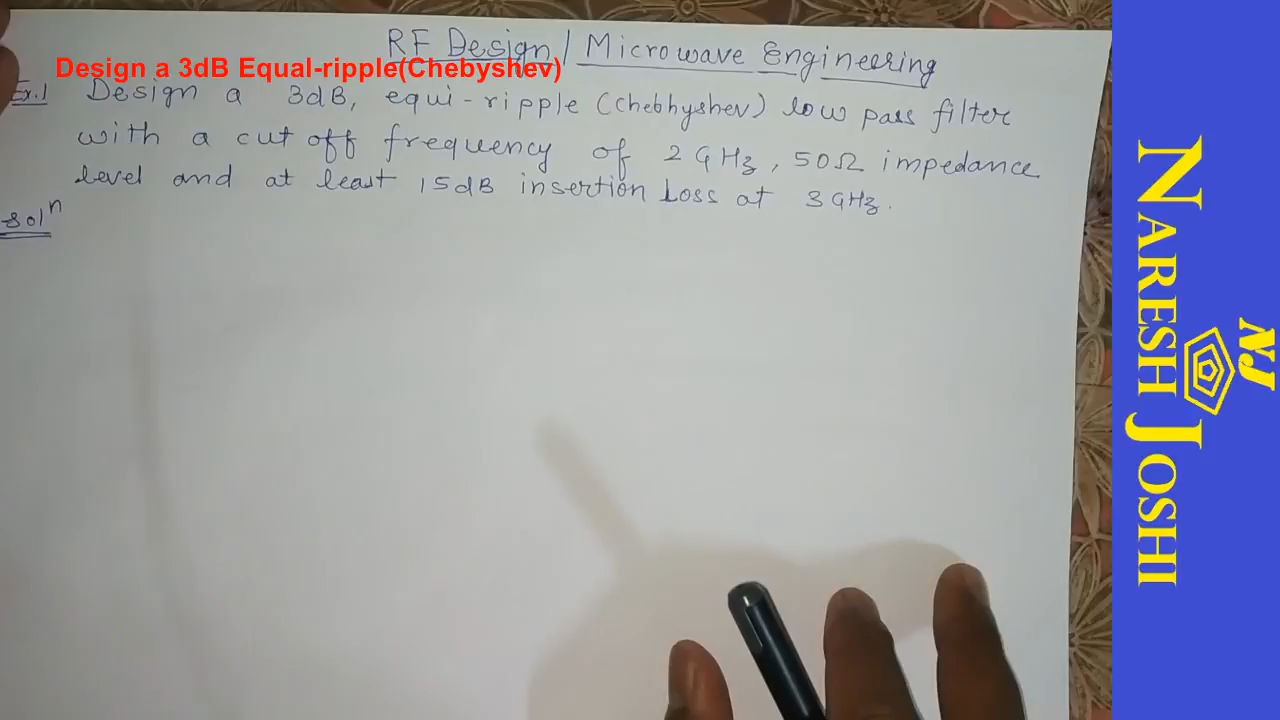 RF Design / Microwave Engineering
Design a 3dB Equal-ripple(Chebyshev)
Ex.1 Design a 3dB, equi-ripple (chebhyshev) low pass filter
with a cut off frequency of 2 GHz, 50Ω impedance
level and at least 15dB insertion Loss at 3 GHz.
Solⁿ
NARESH JOSHI
NJ